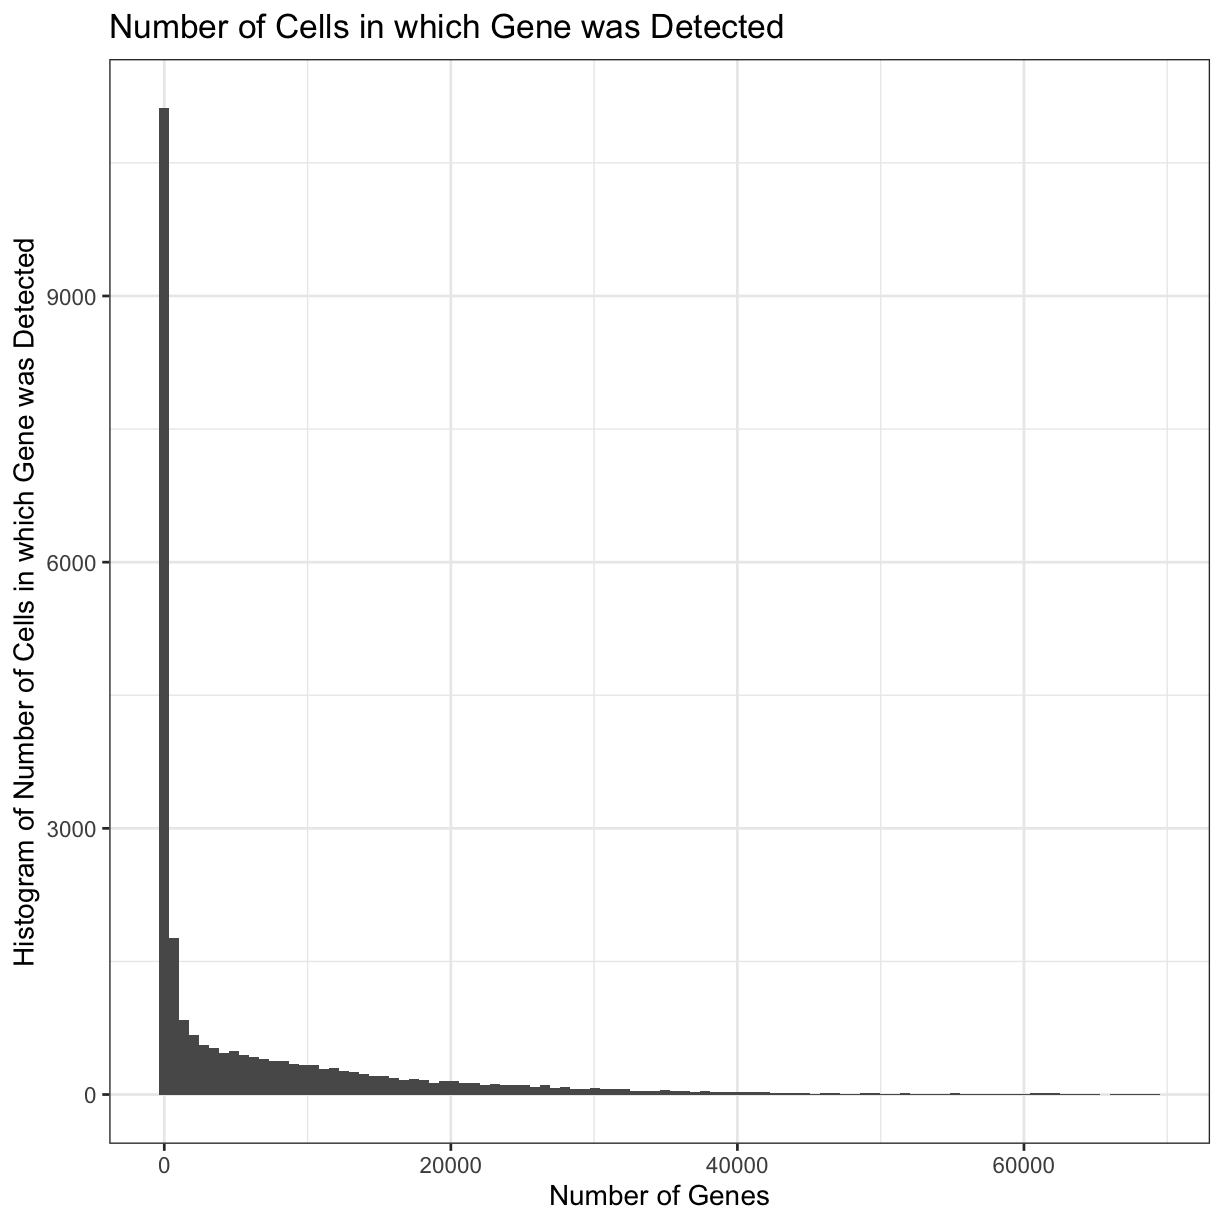 Number of Cells in which Gene was Detected
Histogram of Number of Cells in which Gene was Detected
9000
6000
3000
0
0
20000
40000
60000
Number of Genes